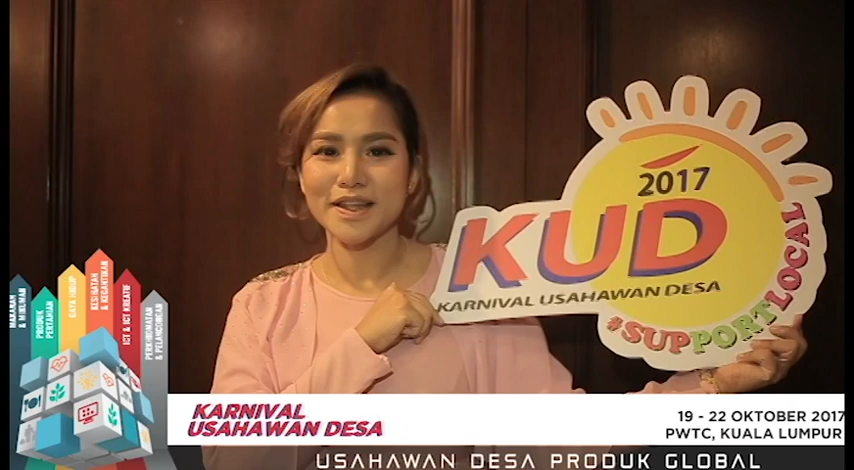 2017
KUD
KARNIVAL USAHAWAN DESA
#SUPPORTLOCAL
MAKANAN
& MINUMAN
PRODUK
PERTANIAN
GAYA HIDUP
KESIHATAN
& KECANTIKAN
ICT & ICT KREATIF
PERKHIDMATAN
& PELANCONGAN
KARNIVAL
USAHAWAN DESA
19 - 22 OKTOBER 2017
PWTC, KUALA LUMPUR
USAHAWAN DESA PRODUK GLOBAL